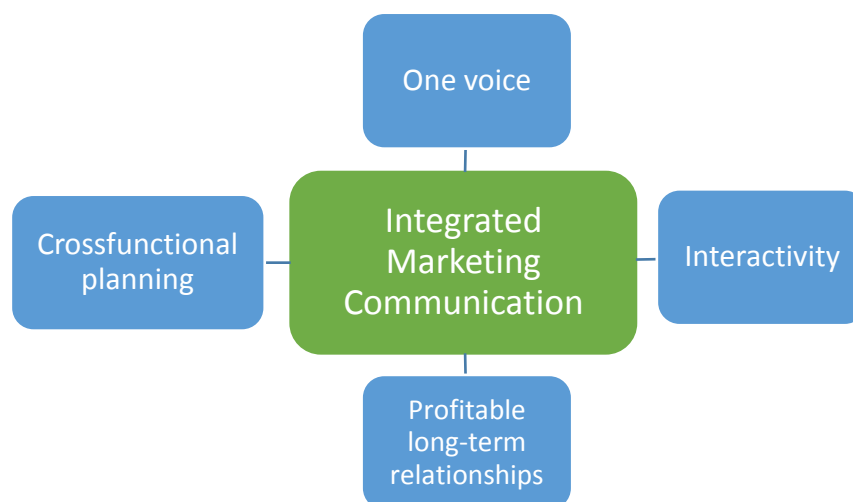 One voice
Crossfunctional
planning
Integrated
Marketing
Communication
Interactivity
Profitable
long-term
relationships